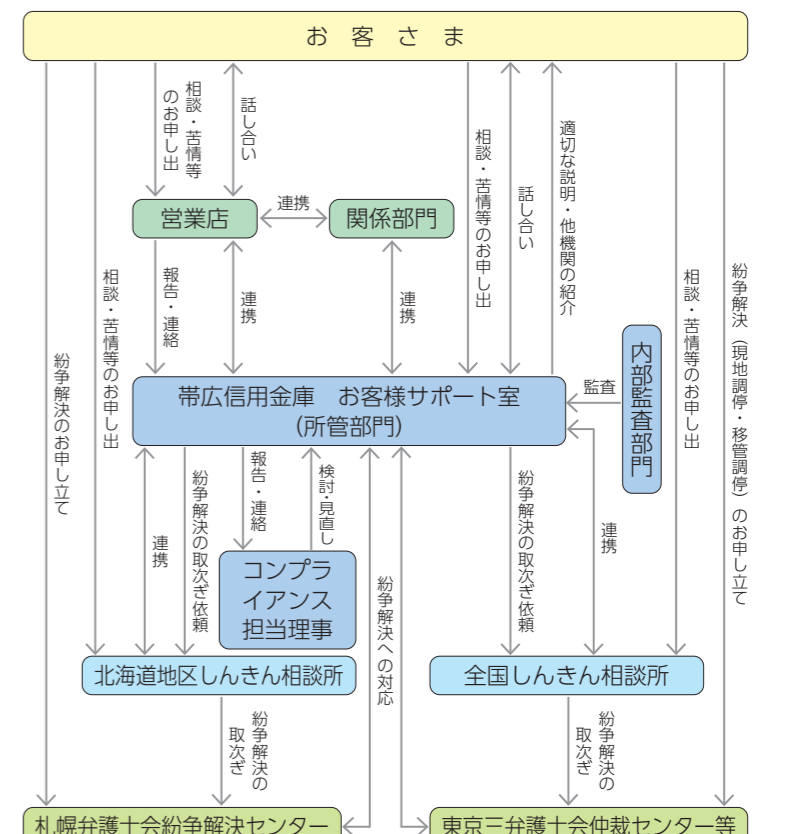 お 客 さ ま
相談・苦情等
のお申し出
話し合い
相談・苦情等のお申し出
話し合い
適切な説明・他機関の紹介
営業店
連携
関係部門
紛争解決のお申し立て
相談・苦情等のお申し出
報告・連絡
連携
連携
相談・苦情等のお申し出
紛争解決（現地調停・移管調停）のお申し立て
内部監査部門
監査
帯広信用金庫 お客様サポート室
（所管部門）
連携
紛争解決の取次ぎ依頼
報告・連絡
検討・見直し
紛争解決への対応
紛争解決の取次ぎ依頼
連携
コンプラ
イアンス
担当理事
北海道地区しんきん相談所
全国しんきん相談所
紛争解決の
取次ぎ
紛争解決の
取次ぎ
札幌弁護士会紛争解決センター
東京三弁護士会仲裁センター等